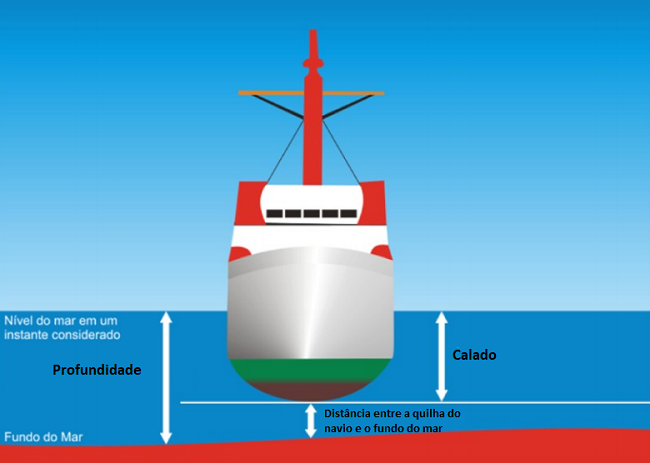 Nível do mar em um
instante considerado
Profundidade
Calado
Distância entre a quilha do
navio e o fundo do mar
Fundo do Mar